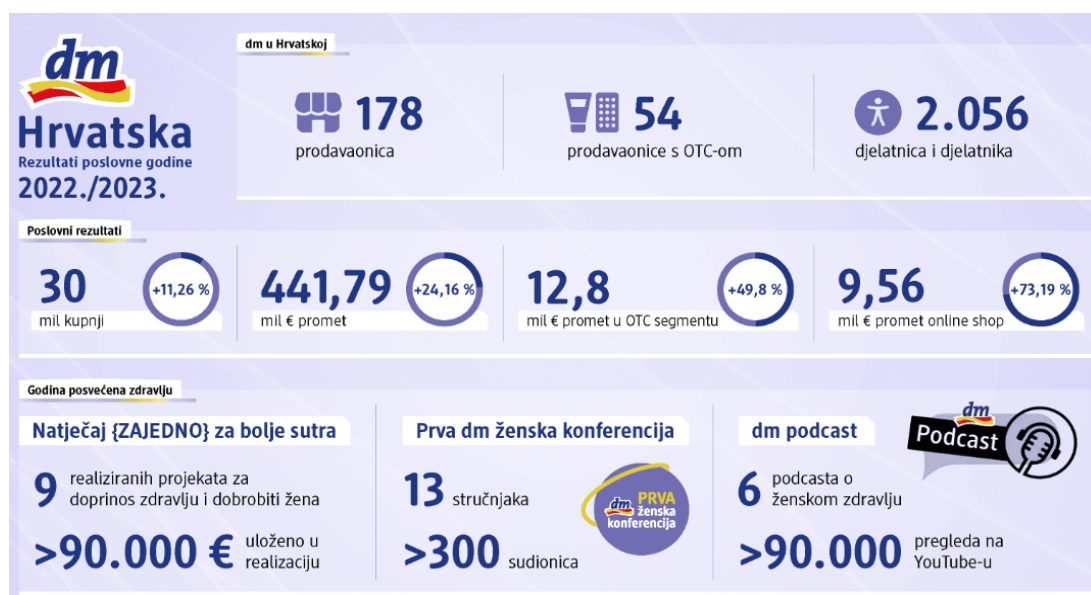 dm
Hrvatska
Rezultati poslovne godine
2022./2023.
dm u Hrvatskoj
178
prodavaonica
54
prodavaonice s OTC-om
2.056
djelatnica i djelatnika
Poslovni rezultati
30
+11,26 %
mil kupnji
441,79
+24,16 %
mil € promet
12,8
+49,8 %
mil € promet u OTC segmentu
9,56
+73,19 %
mil € promet online shop
Godina posvećena zdravlju
Natječaj {ZAJEDNO} za bolje sutra
9
realiziranih projekata za
doprinos zdravlju i dobrobiti žena
>90.000 €
uloženo u
realizaciju
Prva dm ženska konferencija
13 stručnjaka
>300 sudionica
dm PRVA
ženska
konferencija
dm podcast
dm
Podcast
6
podcasta o
ženskom zdravlju
>90.000
pregleda na
YouTube-u